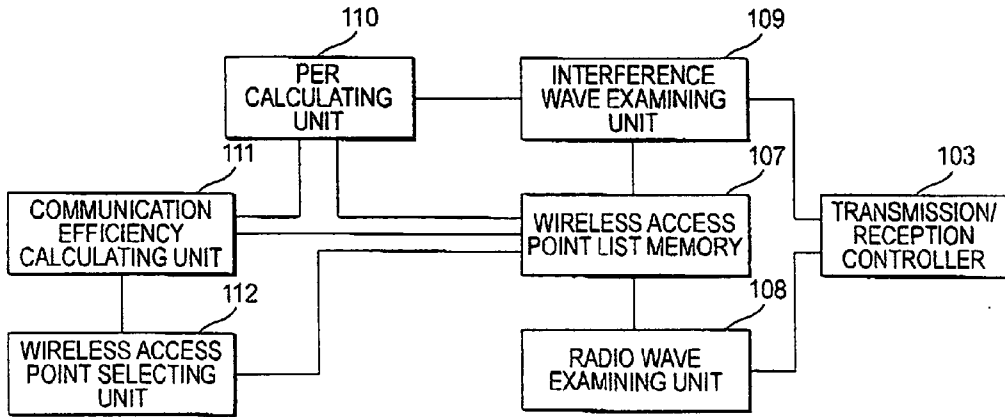 110
PER
CALCULATING
UNIT
109
INTERFERENCE
WAVE EXAMINING
UNIT
111
COMMUNICATION
EFFICIENCY
CALCULATING UNIT
107
WIRELESS ACCESS
POINT LIST MEMORY
103
TRANSMISSION/
RECEPTION
CONTROLLER
112
WIRELESS ACCESS
POINT SELECTING
UNIT
108
RADIO WAVE
EXAMINING UNIT